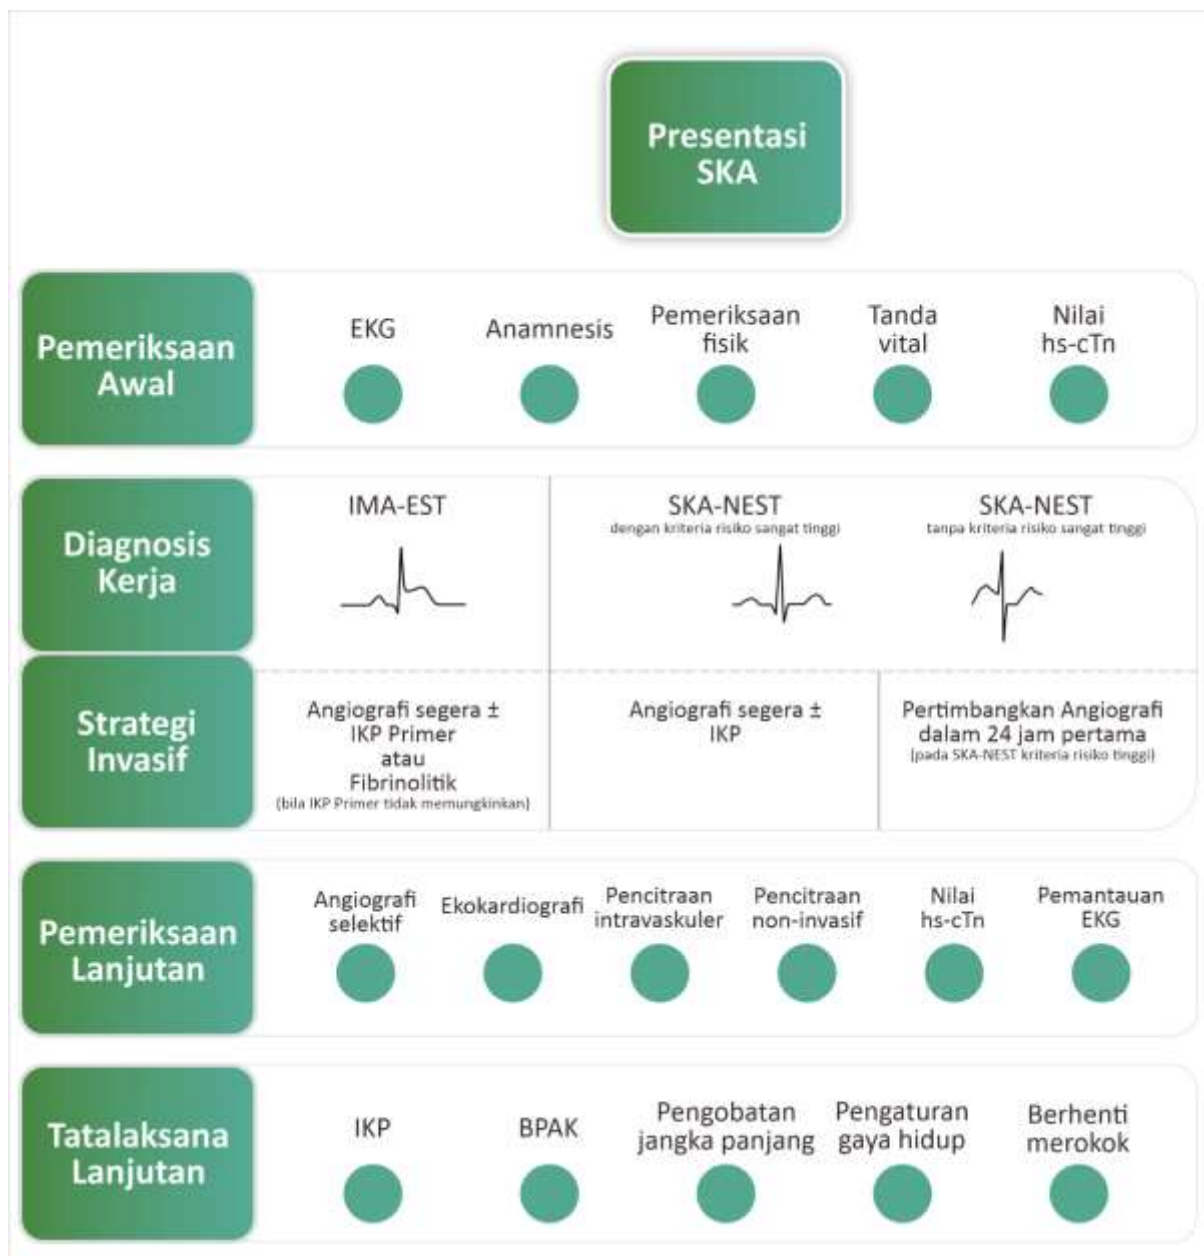 Presentasi
SKA
Pemeriksaan
Awal
EKG
Anamnesis
Pemeriksaan
fisik
Tanda
vital
Nilai
hs-cTn
Diagnosis
Kerja
IMA-EST
SKA-NEST
dengan kriteria risiko sangat tinggi
SKA-NEST
tanpa kriteria risiko sangat tinggi
Strategi
Invasif
Angiografi segera ±
IKP Primer
atau
Fibrinolitik
(bila IKP Primer tidak memungkinkan)
Angiografi segera ±
IKP
Pertimbangkan Angiografi
dalam 24 jam pertama
(pada SKA-NEST kriteria risiko tinggi)
Pemeriksaan
Lanjutan
Angiografi
selektif
Ekokardiografi
Pencitraan
intravaskuler
Pencitraan
non-invasif
Nilai
hs-cTn
Pemantauan
EKG
Tatalaksana
Lanjutan
IKP
BPAK
Pengobatan
jangka panjang
Pengaturan
gaya hidup
Berhenti
merokok